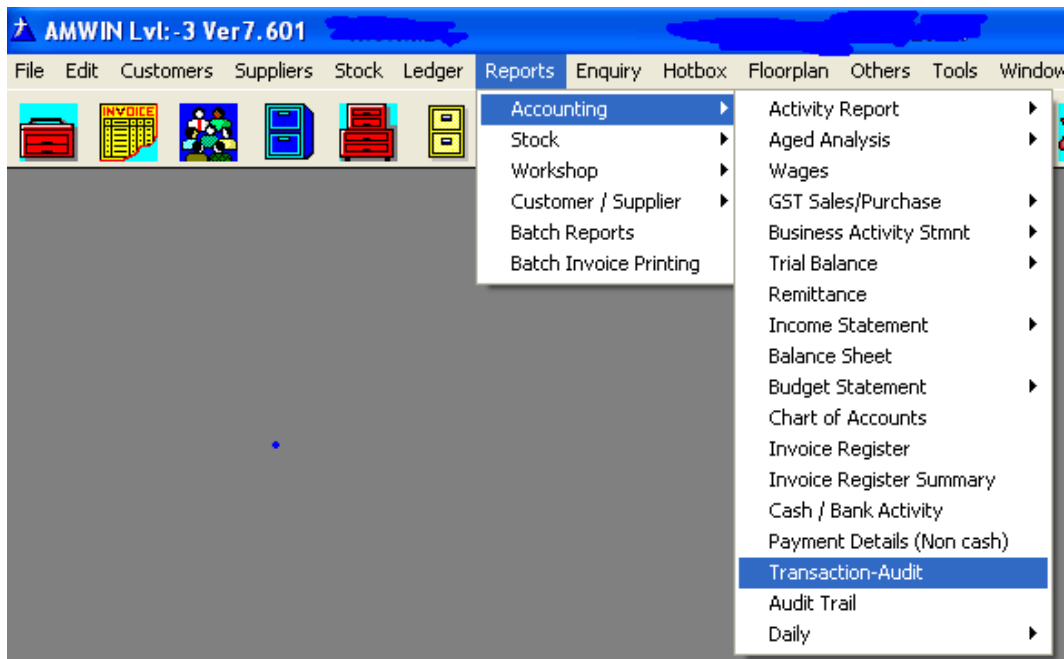 AMWIN Lvl:-3 Ver7.601
File Edit Customers Suppliers Stock Ledger Reports Enquiry Hotbox Floorplan Others Tools Window
INVOICE
Accounting
Stock
Workshop
Customer / Supplier
Batch Reports
Batch Invoice Printing
Activity Report
Aged Analysis
Wages
GST Sales/Purchase
Business Activity Stmnt
Trial Balance
Remittance
Income Statement
Balance Sheet
Budget Statement
Chart of Accounts
Invoice Register
Invoice Register Summary
Cash / Bank Activity
Payment Details (Non cash)
Transaction-Audit
Audit Trail
Daily